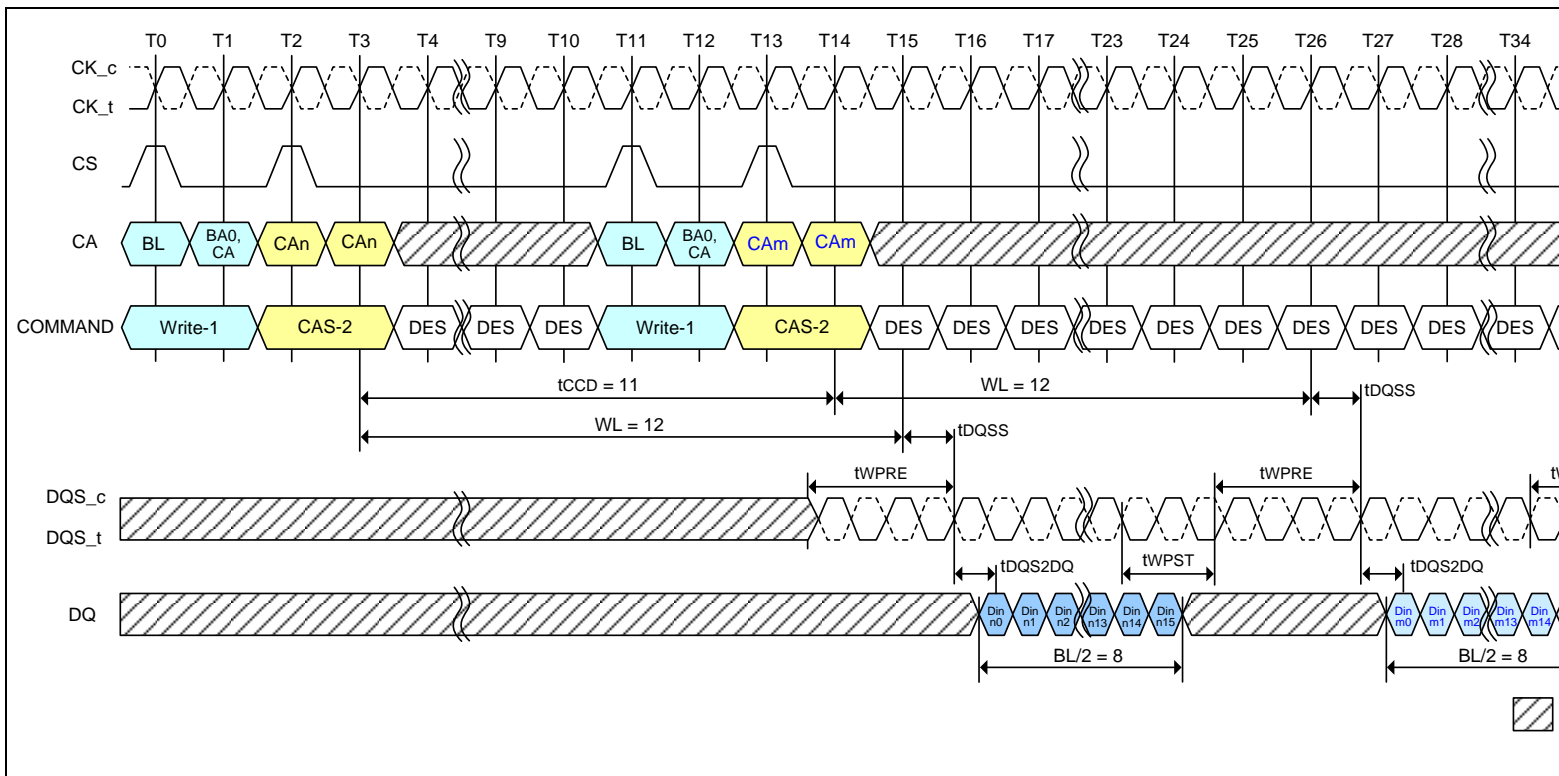 T0 T1 T2 T3 T4 T9 T10 T11 T12 T13 T14 T15 T16 T17 T23 T24 T25 T26 T27 T28 T34
CK_c
CK_t
CS
CA BL BA0, CA CAn CAn BL BA0, CA CAm CAm
COMMAND Write-1 CAS-2 DES DES DES Write-1 CAS-2 DES DES DES DES DES DES DES DES DES DES
tCCD = 11 WL = 12 tDQSS
WL = 12 tDQSS
tWPRE tWPRE
DQS_c
DQS_t
tDQS2DQ tWPST tDQS2DQ
DQ Din n0 Din n1 Din n2 Din n13 Din n14 Din n15 Din m0 Din m1 Din m2 Din m13 Din m14
BL/2 = 8 BL/2 = 8